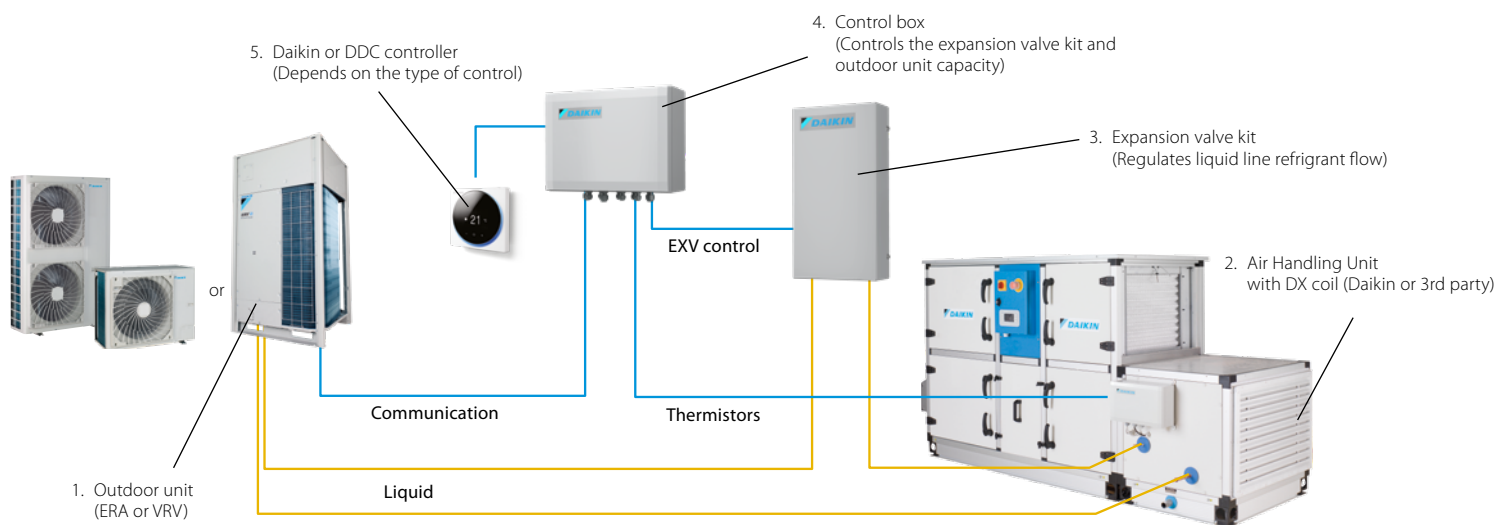 4. Control box
(Controls the expansion valve kit and
outdoor unit capacity)
5. Daikin or DDC controller
(Depends on the type of control)
DAIKIN
DAIKIN
3. Expansion valve kit
(Regulates liquid line refrigrant flow)
21
EXV control
2. Air Handling Unit
with DX coil (Daikin or 3rd party)
or
DAIKIN
DAIKIN
Communication
Thermistors
Liquid
1. Outdoor unit
(ERA or VRV)